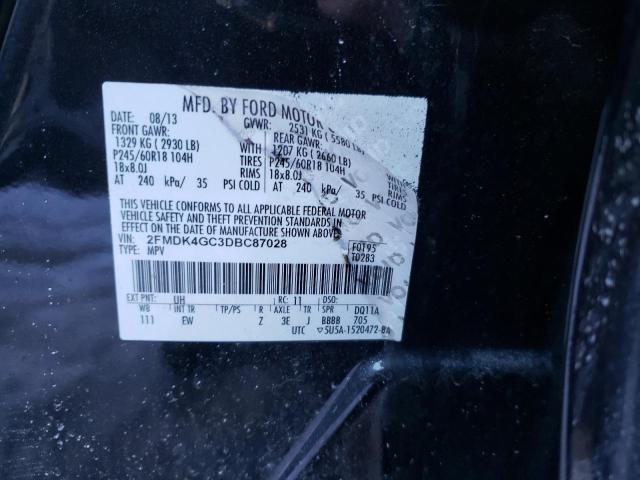 MFD. BY FORD MOTOR
DATE: 08/13 GVWR: 2531 KG ( 5580 LB)
FRONT GAWR: REAR GAWR:
1329 KG ( 2930 LB) WITH 1207 KG ( 2660 LB)
P245/60R18 104H TIRES P245/60R18 104H
18x8.0J RIMS 18x8.0J
AT 240 kPa/ 35 PSI COLD AT 240 kPa/ 35 PSI COLD
THIS VEHICLE CONFORMS TO ALL APPLICABLE FEDERAL MOTOR
VEHICLE SAFETY AND THEFT PREVENTION STANDARDS IN
EFFECT ON THE DATE OF MANUFACTURE SHOWN ABOVE.
VIN: 2FMDK4GC3DBC87028 F0195
TYPE: MPV T0283
EXT PNT: UH RC: 11 DSO:
WB INT TR TP/PS R AXLE TR SPR DQ11A
111 EW Z 3E J BBBB 705
UTC ▽5U5A-1520472-BA